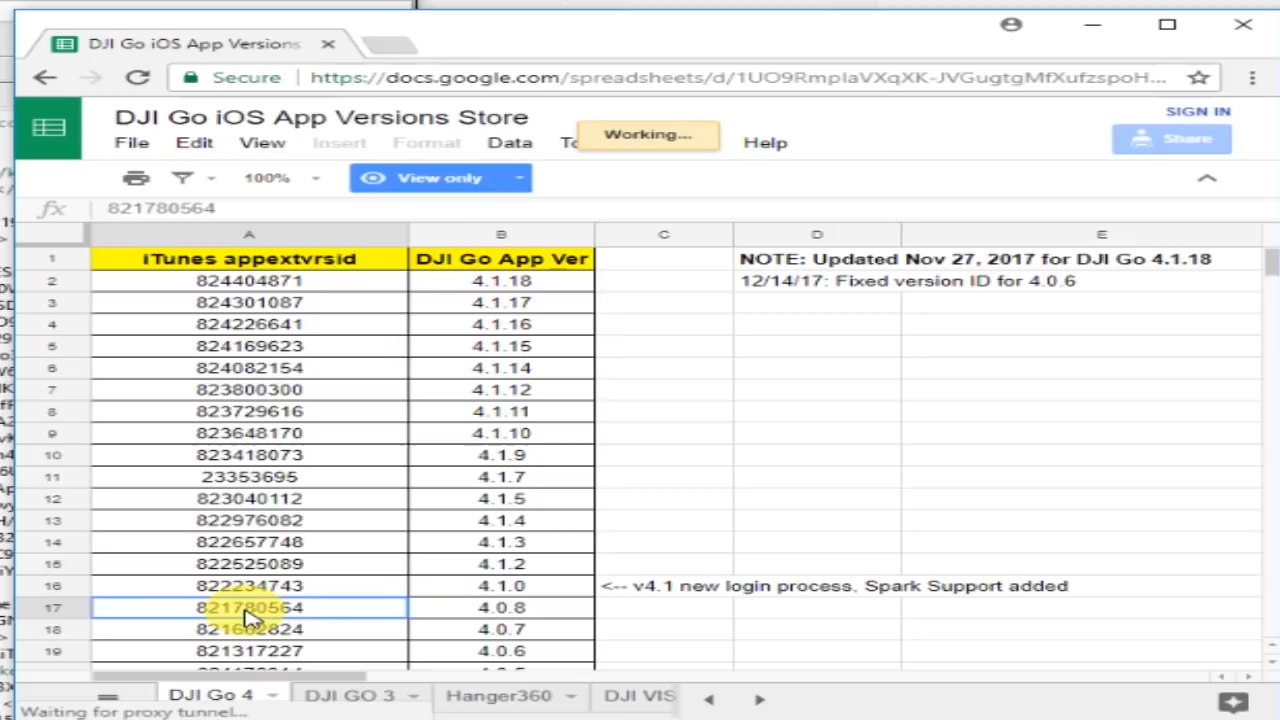 DJI Go iOS App Versions
Secure https://docs.google.com/spreadsheets/d/1UO9RmpIaVXqXK-JVGugtgMfXufzspoH...
DJI Go iOS App Versions Store
SIGN IN
File Edit View Insert Format Data Working... Help
Share
100% View only
fx 821780564
A B C D E
1 iTunes appextvrsid DJI Go App Ver NOTE: Updated Nov 27, 2017 for DJI Go 4.1.18
2 824404871 4.1.18 12/14/17: Fixed version ID for 4.0.6
3 824301087 4.1.17
4 824226641 4.1.16
5 824169623 4.1.15
6 824082154 4.1.14
7 823800300 4.1.12
8 823729616 4.1.11
9 823648170 4.1.10
10 823418073 4.1.9
11 23353695 4.1.7
12 823040112 4.1.5
13 822976082 4.1.4
14 822657748 4.1.3
15 822525089 4.1.2
16 822234743 4.1.0 <-- v4.1 new login process, Spark Support added
17 821780564 4.0.8
18 4.0.7
19 821317227 4.0.6
DJI Go 4 DJI GO 3 Hanger360 DJI VIS
Waiting for proxy tunnel...